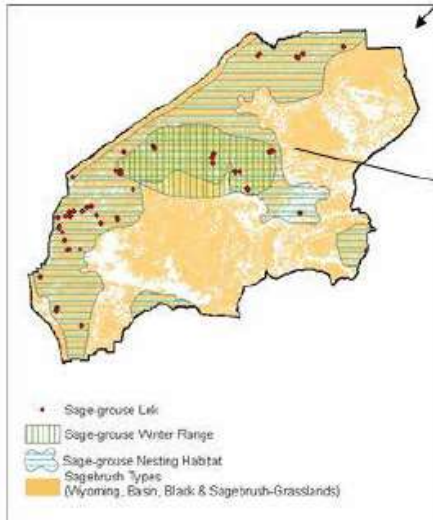 Sage-grouse Lek
Sage-grouse Winter Range
Sage-grouse Nesting Habitat
Sagebrush Types
(Wyoming, Basin, Black & Sagebrush-Grasslands)